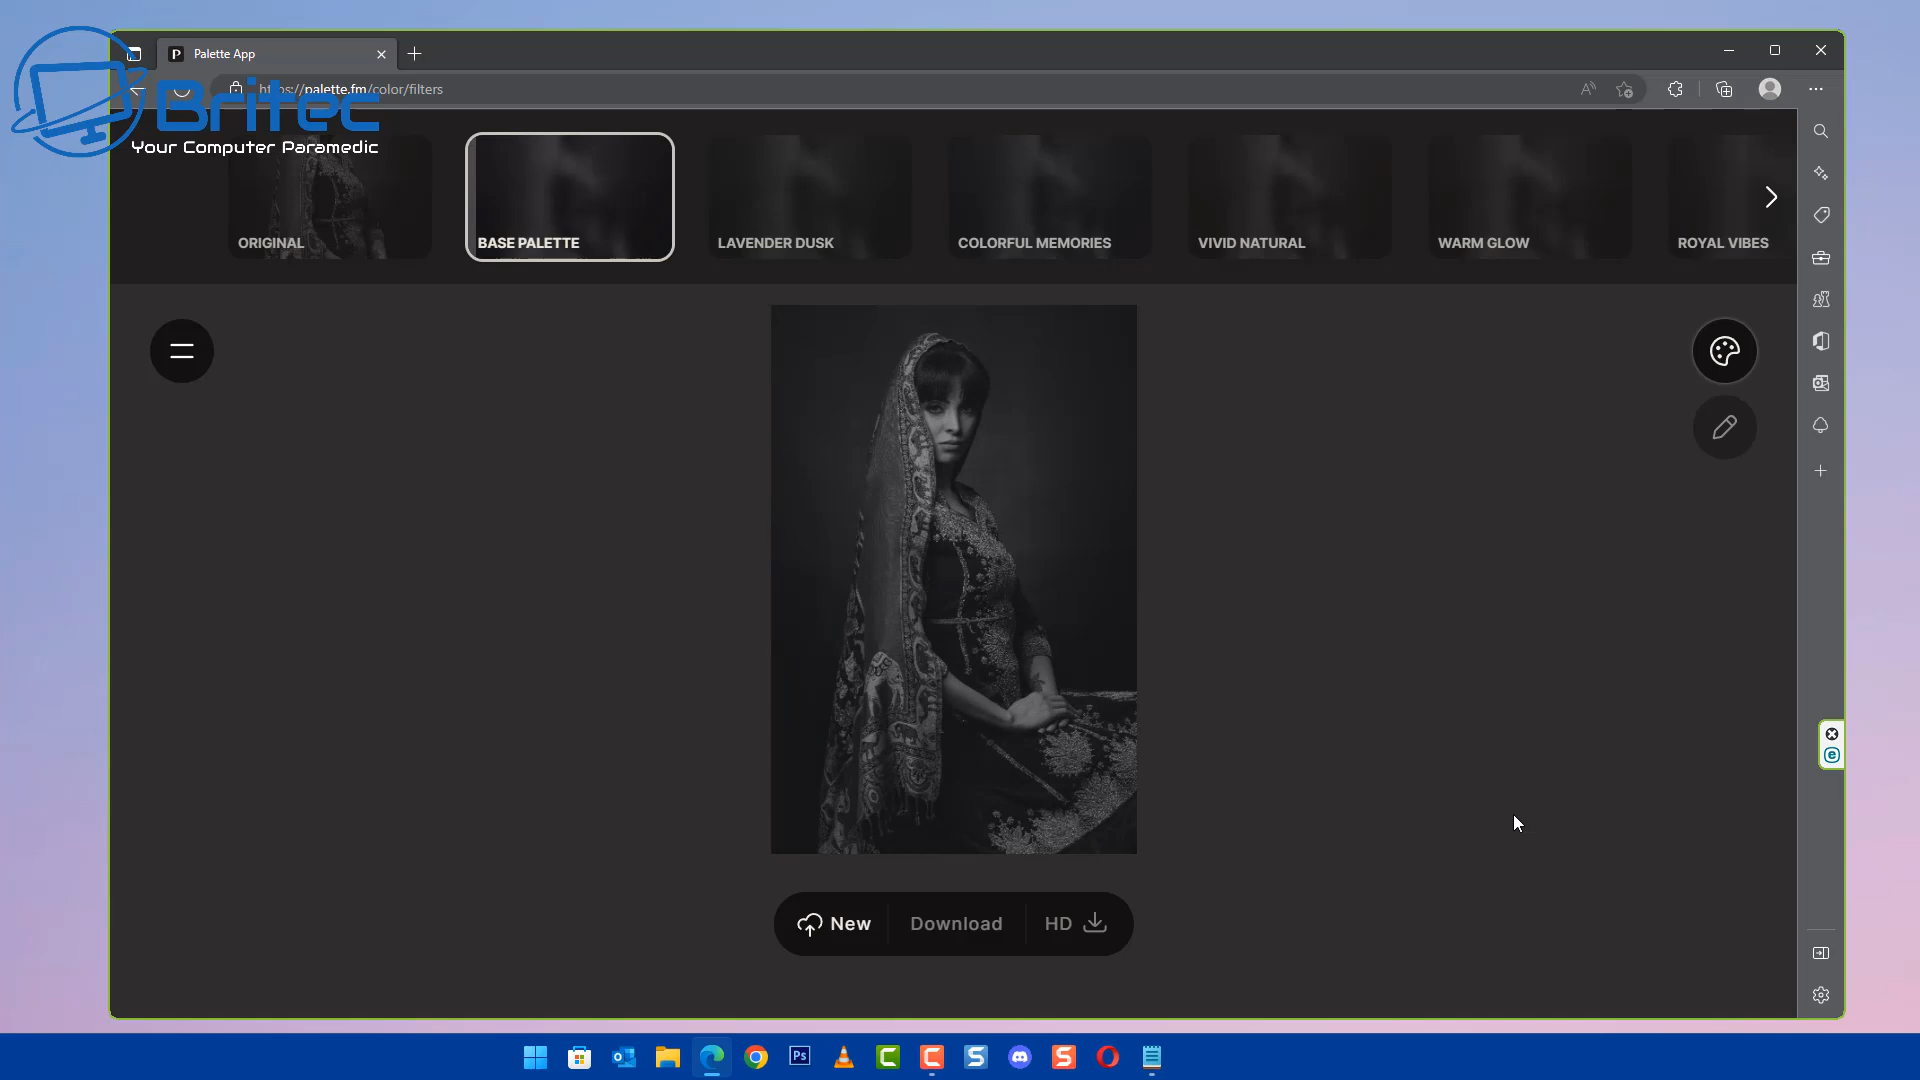 Palette App
https://palette.fm/color/filters
Britec
Your Computer Paramedic
ORIGINAL
BASE PALETTE
LAVENDER DUSK
COLORFUL MEMORIES
VIVID NATURAL
WARM GLOW
ROYAL VIBES
New
Download
HD